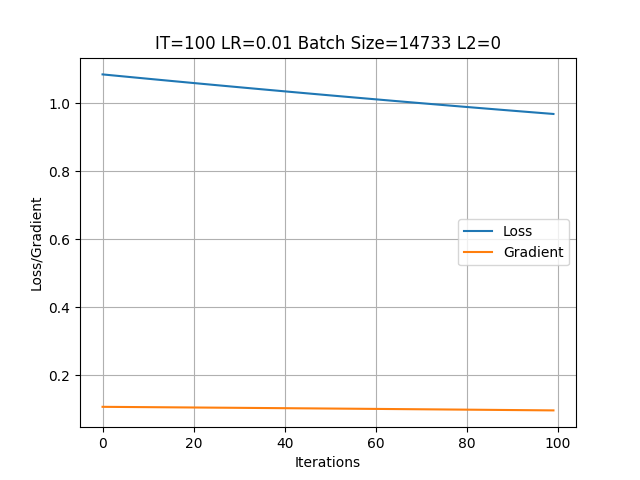 IT=100 LR=0.01 Batch Size=14733 L2=0
1.0
0.8
0.6
0.4
0.2
Loss/Gradient
Loss
Gradient
0 20 40 60 80 100
Iterations